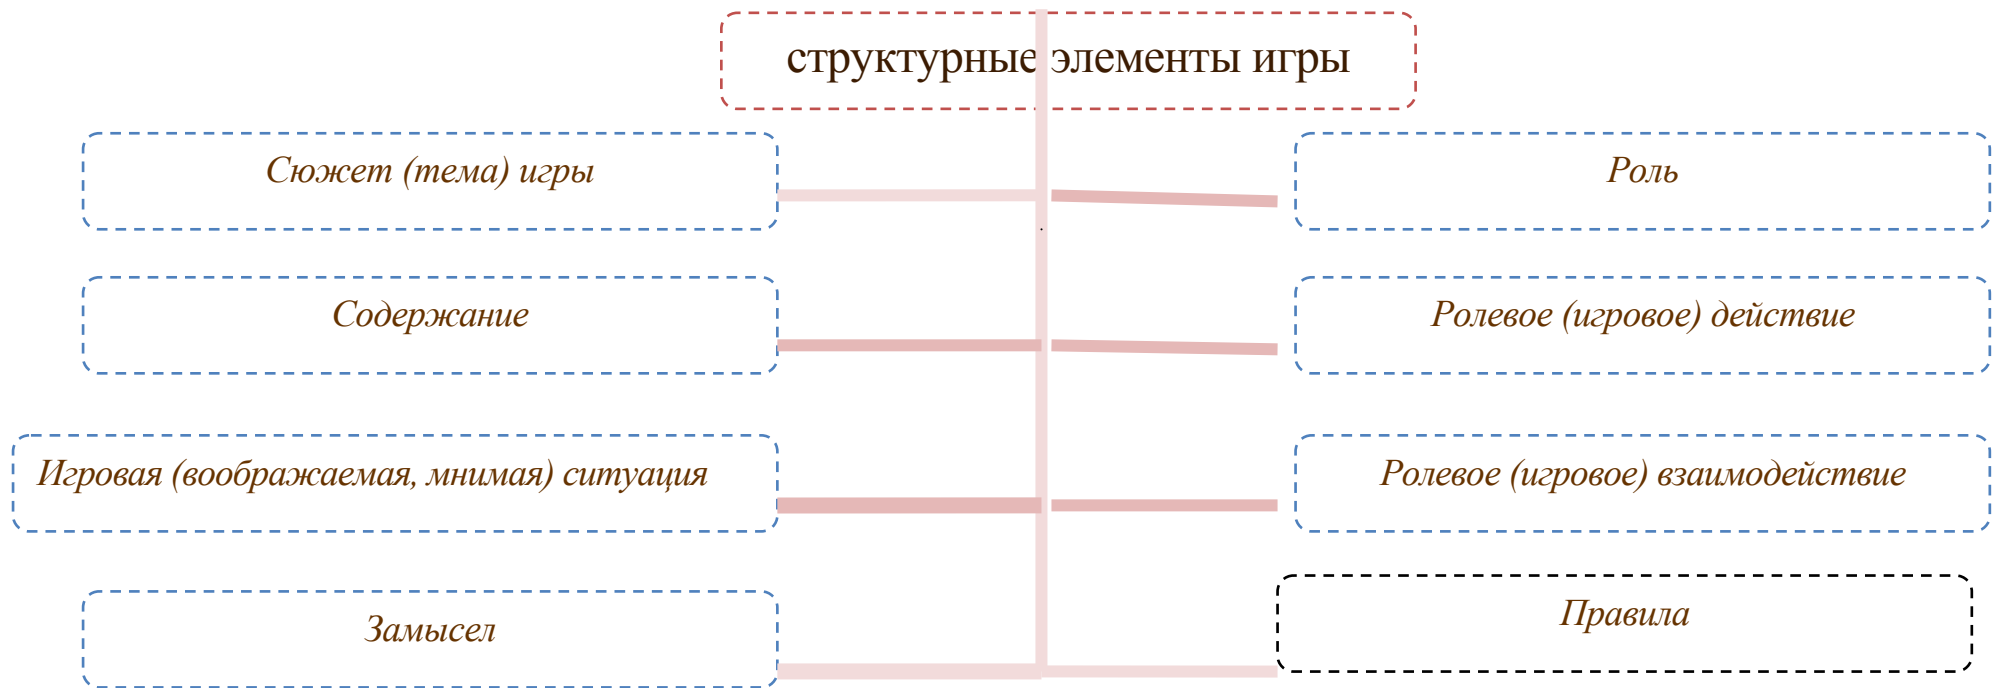 структурные элементы игры
Сюжет (тема) игры
Роль
Содержание
Ролевое (игровое) действие
Игровая (воображаемая, мнимая) ситуация
Ролевое (игровое) взаимодействие
Замысел
Правила